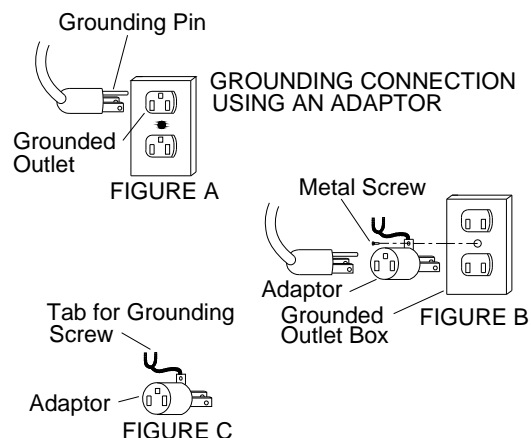 Grounding Pin
GROUNDING CONNECTION
USING AN ADAPTOR
Grounded
Outlet
FIGURE A
Metal Screw
Adaptor
Grounded
Outlet Box
FIGURE B
Tab for Grounding
Screw
Adaptor
FIGURE C